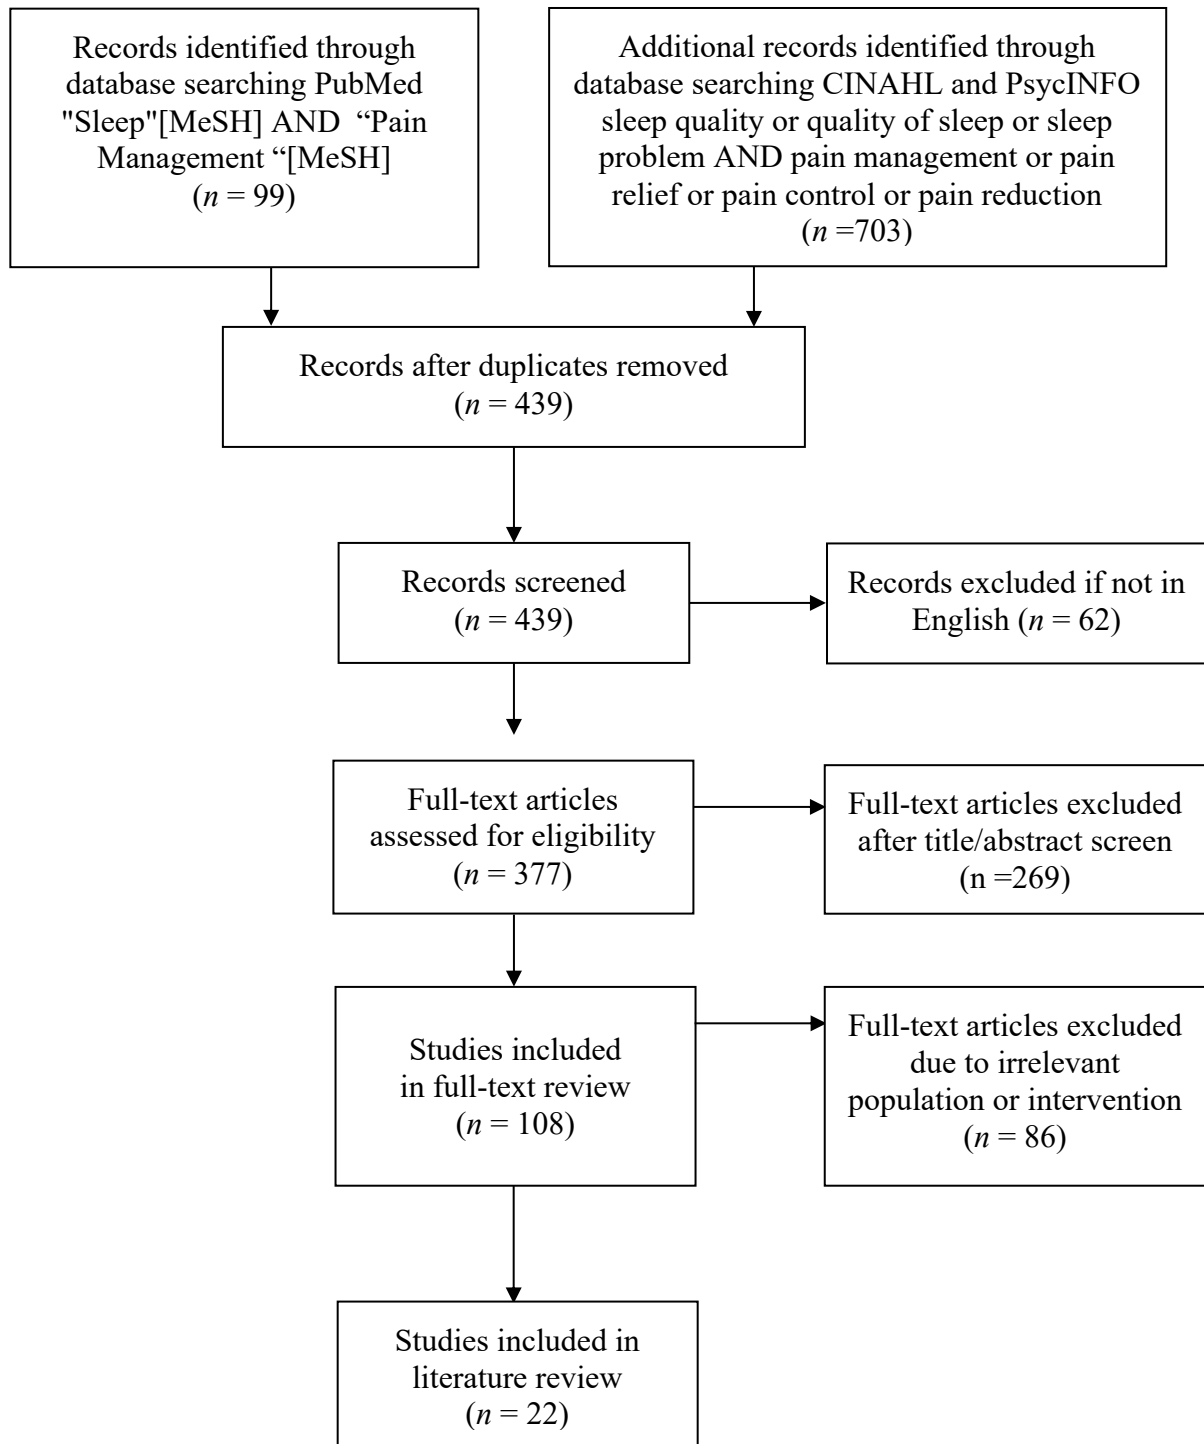 Records identified through
database searching PubMed
"Sleep"[MeSH] AND “Pain
Management “[MeSH]
(n = 99)
Additional records identified through
database searching CINAHL and PsycINFO
sleep quality or quality of sleep or sleep
problem AND pain management or pain
relief or pain control or pain reduction
(n =703)
Records after duplicates removed
(n = 439)
Records screened
(n = 439)
Records excluded if not in
English (n = 62)
Full-text articles
assessed for eligibility
(n = 377)
Full-text articles excluded
after title/abstract screen
(n =269)
Studies included
in full-text review
(n = 108)
Full-text articles excluded
due to irrelevant
population or intervention
(n = 86)
Studies included in
literature review
(n = 22)